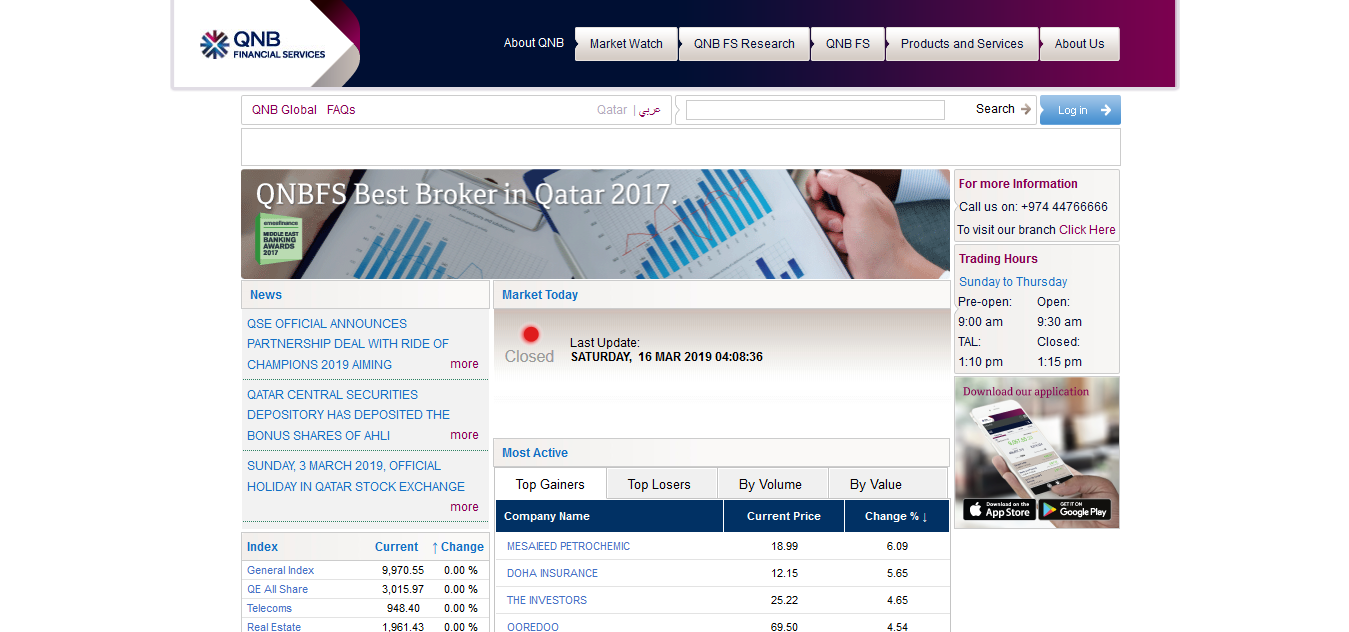 QNB
FINANCIAL SERVICES
About QNB
Market Watch
QNB FS Research
QNB FS
Products and Services
About Us
QNB Global FAQs
Qatar | عربي
Search
Log in
QNBFS Best Broker in Qatar 2017.
emeafinance
MIDDLE EAST
BANKING
AWARDS
2017
For more Information
Call us on: +974 44766666
To visit our branch Click Here
Trading Hours
Sunday to Thursday
Pre-open: Open:
9:00 am 9:30 am
TAL: Closed:
1:10 pm 1:15 pm
Download our application
Download on the
App Store
GET IT ON
Google Play
News
QSE OFFICIAL ANNOUNCES
PARTNERSHIP DEAL WITH RIDE OF
CHAMPIONS 2019 AIMING more
QATAR CENTRAL SECURITIES
DEPOSITORY HAS DEPOSITED THE
BONUS SHARES OF AHLI more
SUNDAY, 3 MARCH 2019, OFFICIAL
HOLIDAY IN QATAR STOCK EXCHANGE
more
Index Current ↑ Change
General Index 9,970.55 0.00 %
QE All Share 3,015.97 0.00 %
Telecoms 948.40 0.00 %
Real Estate 1,961.43 0.00 %
Market Today
Closed
Last Update:
SATURDAY, 16 MAR 2019 04:08:36
Most Active
Top Gainers Top Losers By Volume By Value
Company Name Current Price Change % ↓
MESAIEED PETROCHEMIC 18.99 6.09
DOHA INSURANCE 12.15 5.65
THE INVESTORS 25.22 4.65
OOREDOO 69.50 4.54